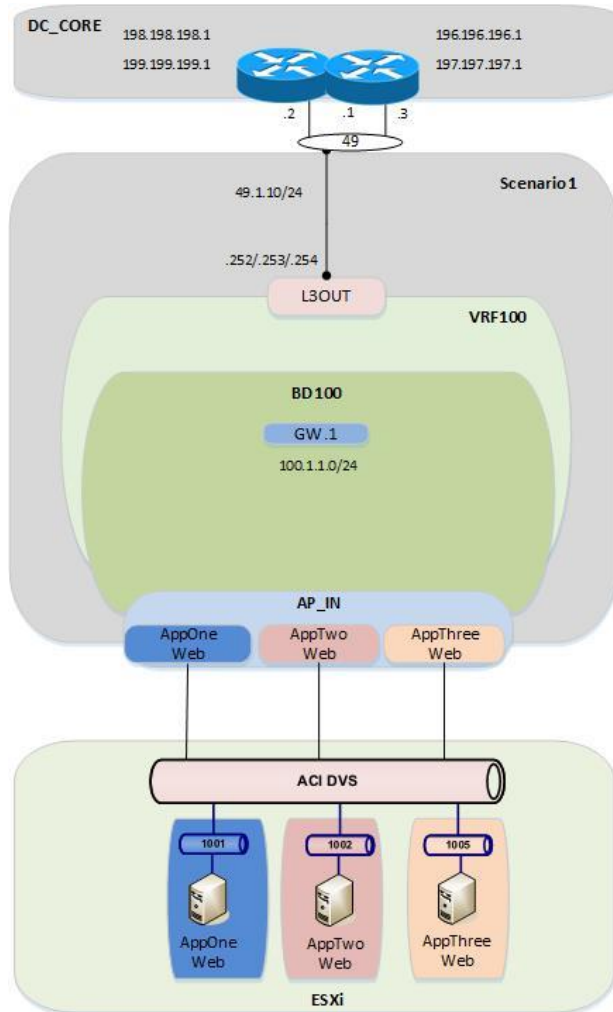 DC_CORE
198.198.198.1
199.199.199.1
196.196.196.1
197.197.197.1
.2
.1
.3
49
Scenario1
49.1.10/24
.252/.253/.254
L3OUT
VRF100
BD100
GW .1
100.1.1.0/24
AP_IN
AppOne
Web
AppTwo
Web
AppThree
Web
ACI DVS
1001
1002
1005
AppOne
Web
AppTwo
Web
AppThree
Web
ESXi